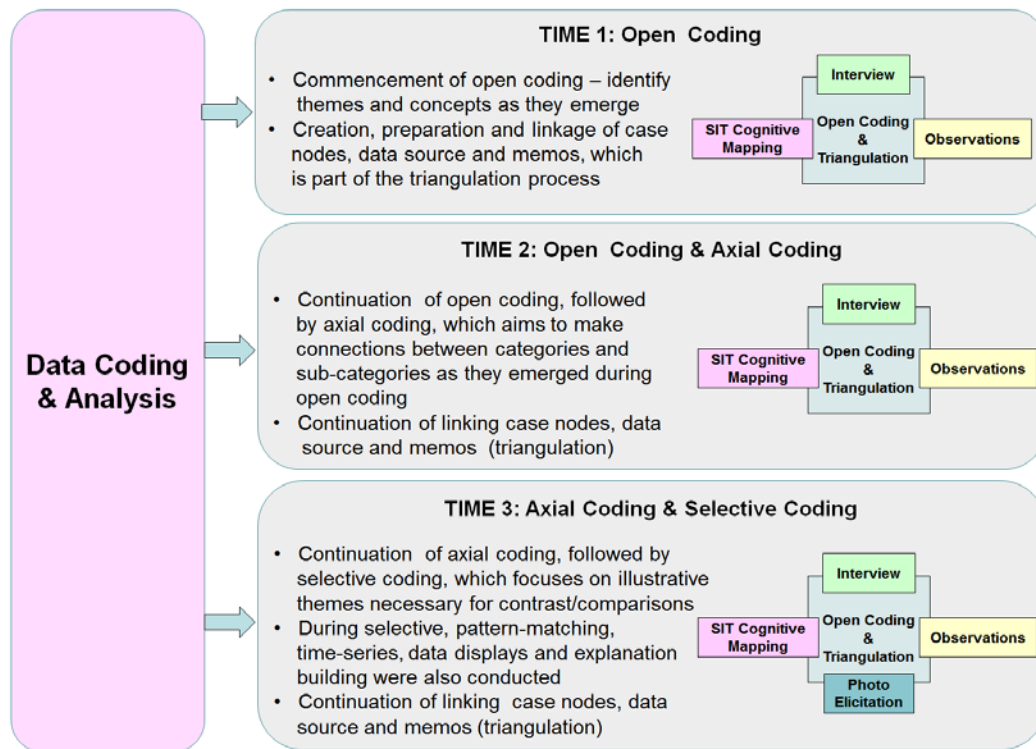 Data Coding
& Analysis
TIME 1: Open Coding
• Commencement of open coding – identify
themes and concepts as they emerge
• Creation, preparation and linkage of case
nodes, data source and memos, which
is part of the triangulation process
Interview
SIT Cognitive
Mapping
Open Coding
&
Triangulation
Observations
TIME 2: Open Coding & Axial Coding
• Continuation of open coding, followed
by axial coding, which aims to make
connections between categories and
sub-categories as they emerged during
open coding
• Continuation of linking case nodes, data
source and memos (triangulation)
Interview
SIT Cognitive
Mapping
Open Coding
&
Triangulation
Observations
TIME 3: Axial Coding & Selective Coding
• Continuation of axial coding, followed by
selective coding, which focuses on illustrative
themes necessary for contrast/comparisons
• During selective, pattern-matching,
time-series, data displays and explanation
building were also conducted
• Continuation of linking case nodes, data
source and memos (triangulation)
Interview
SIT Cognitive
Mapping
Open Coding
&
Triangulation
Observations
Photo
Elicitation